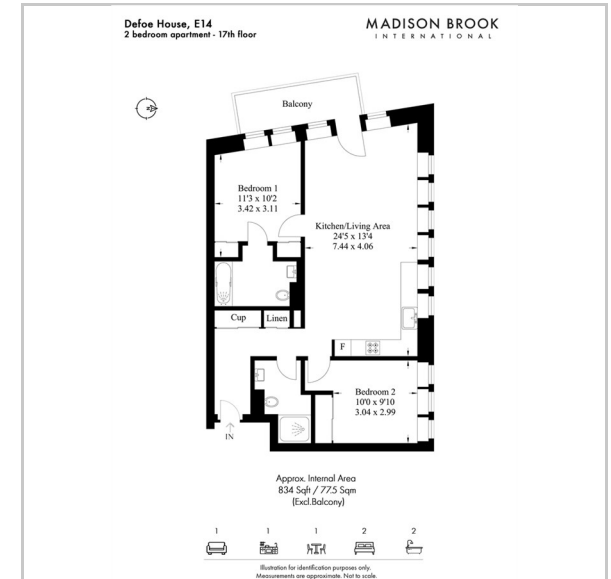 Defoe House, E14
2 bedroom apartment - 17th floor
MADISON BROOK
INTERNATIONAL
Balcony
Bedroom 1
11'3 x 10'2
3.42 x 3.11
Kitchen/Living Area
24'5 x 13'4
7.44 x 4.06
Cup
Linen
F
Bedroom 2
10'0 x 9'10
3.04 x 2.99
IN
Approx. Internal Area
834 Sqft / 77.5 Sqm
(Excl.Balcony)
1 1 1 2 2
Illustration for identification purposes only.
Measurements are approximate. Not to scale.